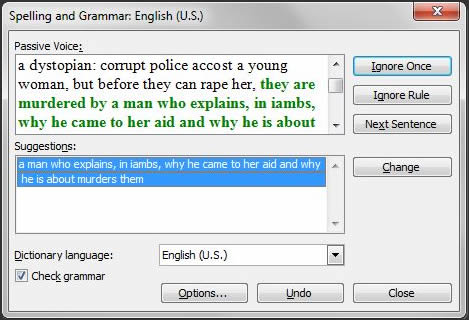 Spelling and Grammar: English (U.S.)
Passive Voice:
a dystopian: corrupt police accost a young
woman, but before they can rape her, they are
murdered by a man who explains, in iambs,
why he came to her aid and why he is about
Ignore Once
Ignore Rule
Next Sentence
Suggestions:
a man who explains, in iambs, why he came to her aid and why
he is about murders them
Change
Dictionary language:
English (U.S.)
Check grammar
Options...
Undo
Close